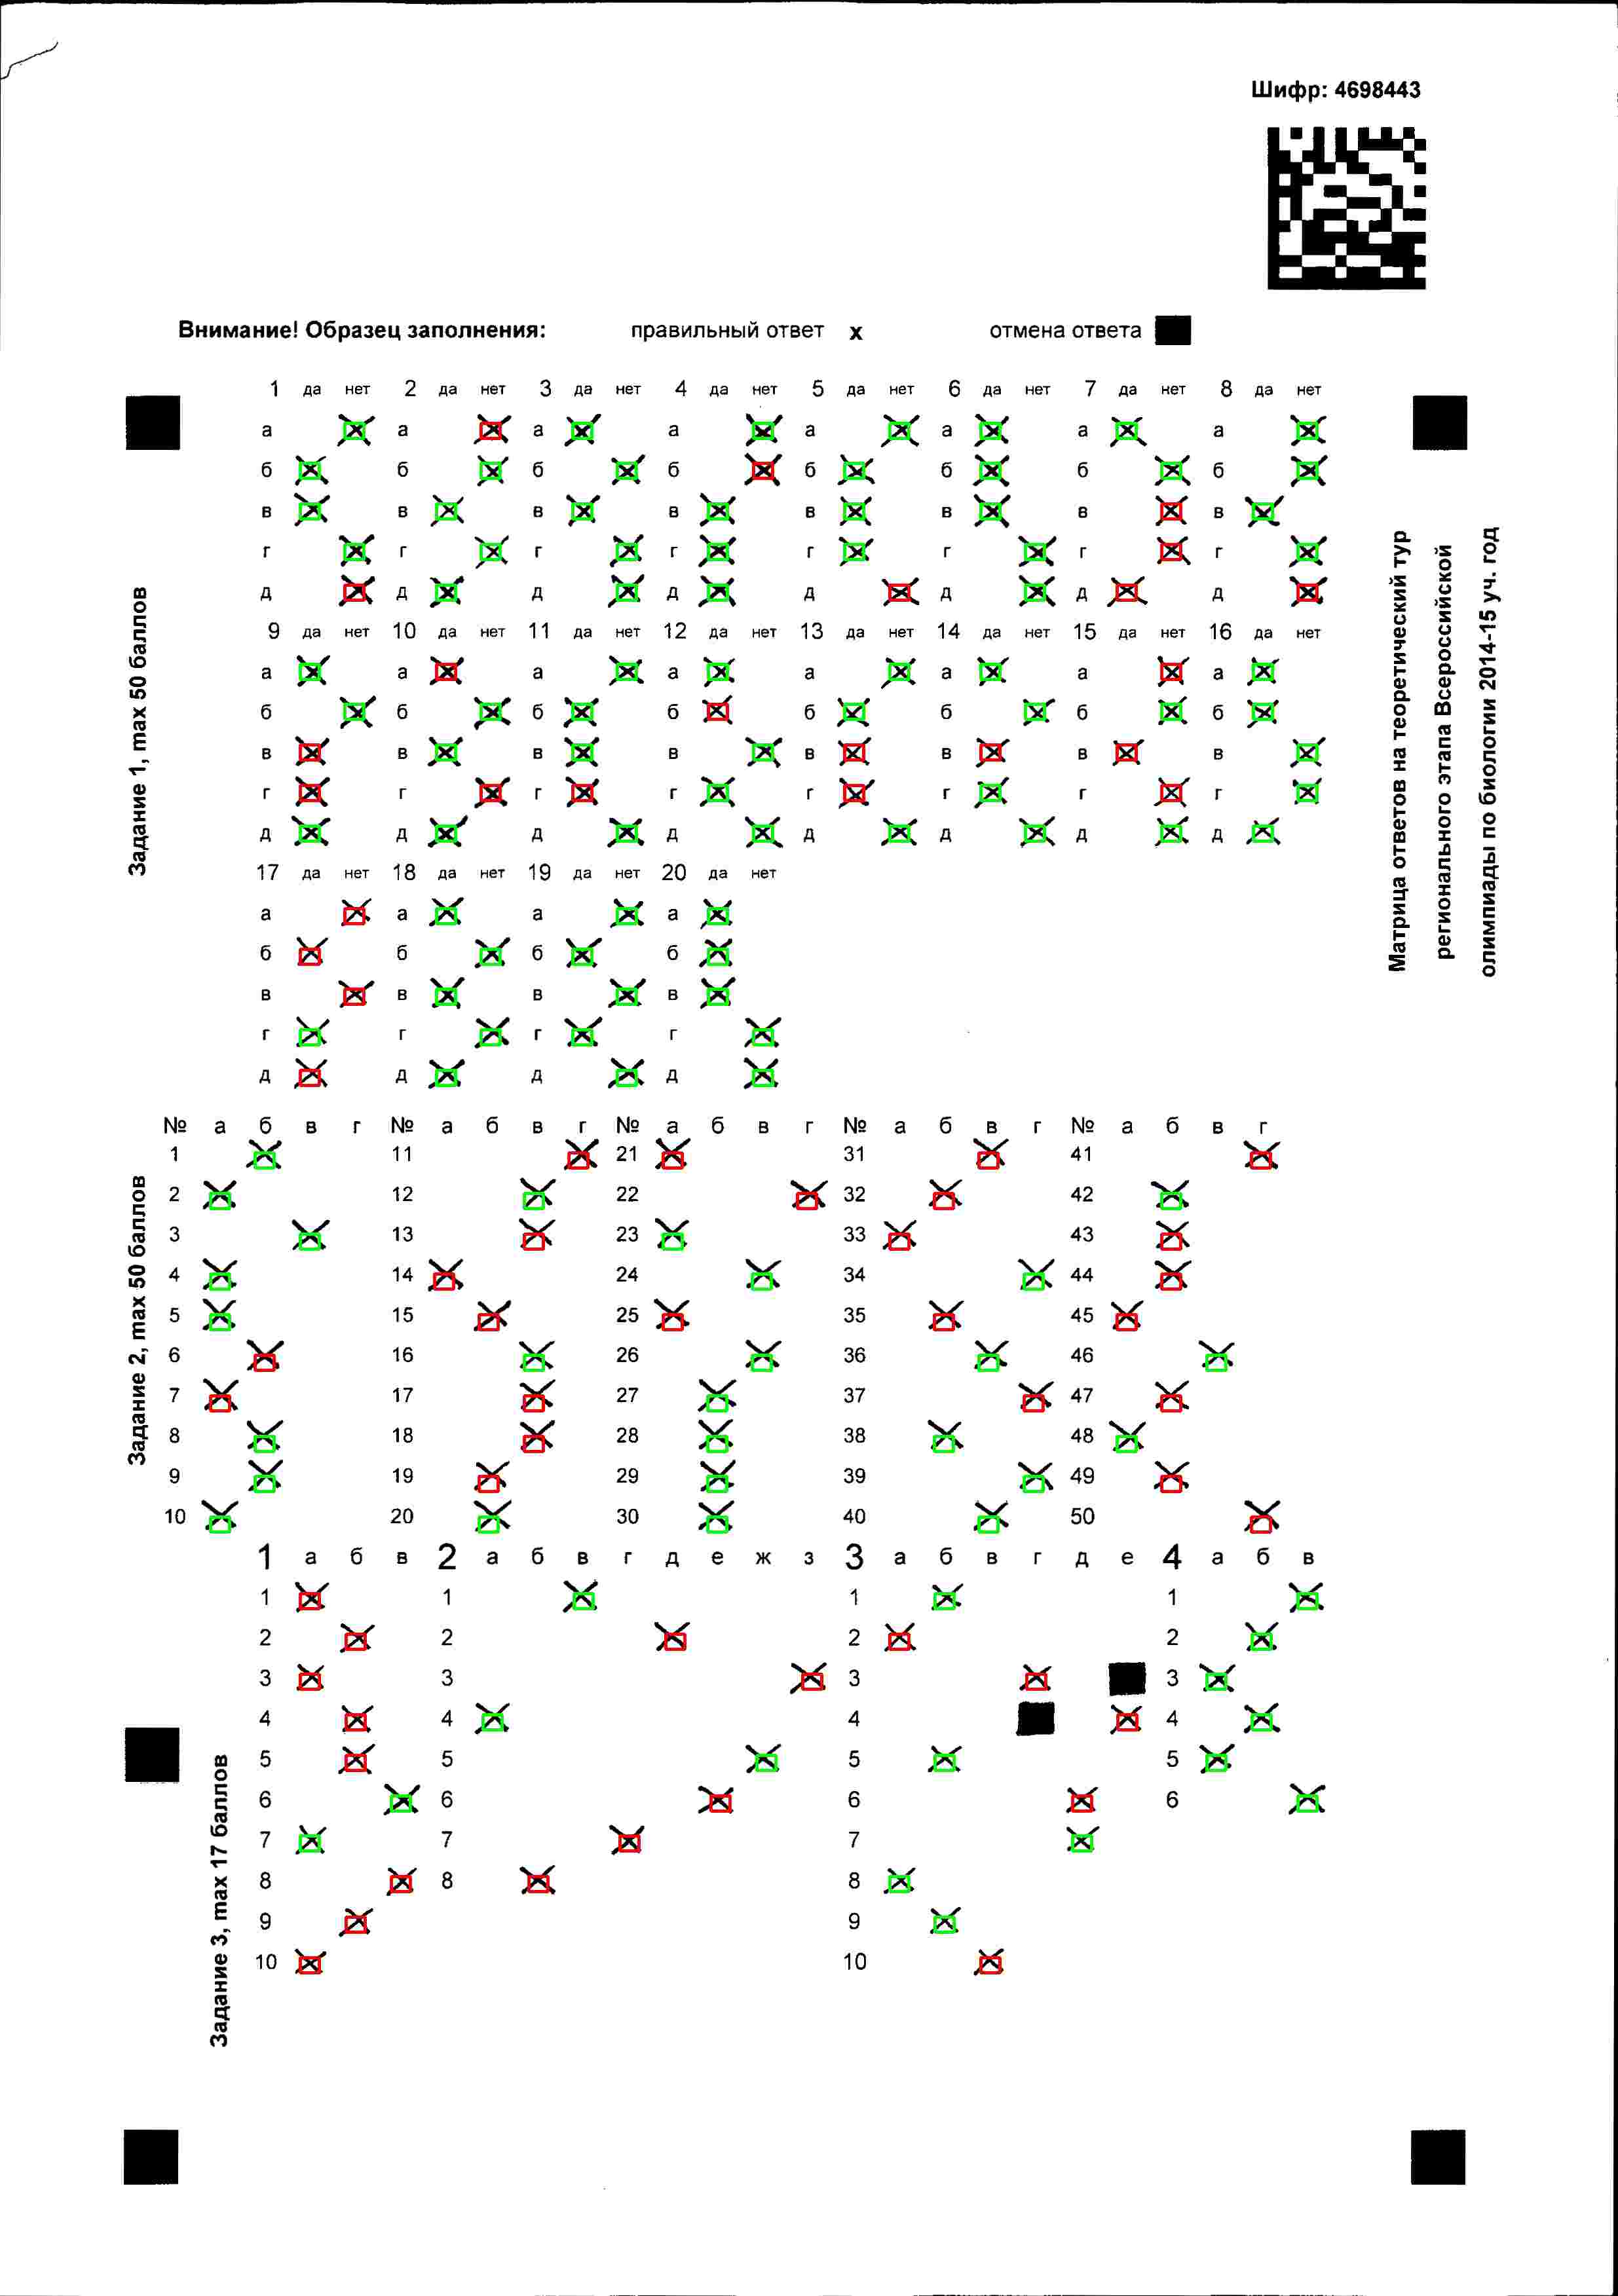 Шифр: 4698443
Внимание! Образец заполнения: правильный ответ х отмена ответа
1 да нет 2 да нет 3 да нет 4 да нет 5 да нет 6 да нет 7 да нет 8 да нет
а а а а а а а а
б б б б б б б б
в в в в в в в в
г г г г г г г г
д д д д д д д д
9 да нет 10 да нет 11 да нет 12 да нет 13 да нет 14 да нет 15 да нет 16 да нет
а а а а а а а а
б б б б б б б б
в в в в в в в в
г г г г г г г г
д д д д д д д д
17 да нет 18 да нет 19 да нет 20 да нет
а а а а
б б б б
в в в в
г г г г
д д д д
Задание 1, max 50 баллов
Матрица ответов на теоретический тур
регионального этапа Всероссийской
олимпиады по биологии 2014-15 уч. год
№ а б в г № а б в г № а б в г № а б в г № а б в г
1 11 21 31 41
2 12 22 32 42
3 13 23 33 43
4 14 24 34 44
5 15 25 35 45
6 16 26 36 46
7 17 27 37 47
8 18 28 38 48
9 19 29 39 49
10 20 30 40 50
Задание 2, max 50 баллов
1 а б в 2 а б в г д е ж з 3 а б в г д е 4 а б в
1 1 1 1
2 2 2 2
3 3 3 3
4 4 4 4
5 5 5 5
6 6 6 6
7 7 7
8 8 8
9 9
10 10
Задание 3, max 17 баллов